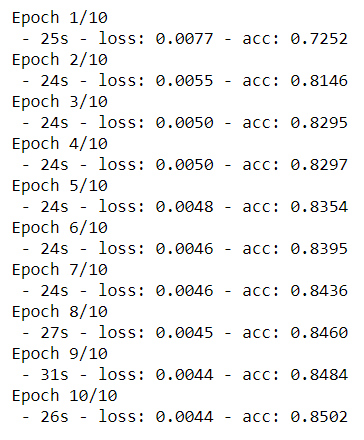 Epoch 1/10
- 25s - loss: 0.0077 - acc: 0.7252
Epoch 2/10
- 24s - loss: 0.0055 - acc: 0.8146
Epoch 3/10
- 24s - loss: 0.0050 - acc: 0.8295
Epoch 4/10
- 24s - loss: 0.0050 - acc: 0.8297
Epoch 5/10
- 24s - loss: 0.0048 - acc: 0.8354
Epoch 6/10
- 24s - loss: 0.0046 - acc: 0.8395
Epoch 7/10
- 24s - loss: 0.0046 - acc: 0.8436
Epoch 8/10
- 27s - loss: 0.0045 - acc: 0.8460
Epoch 9/10
- 31s - loss: 0.0044 - acc: 0.8484
Epoch 10/10
- 26s - loss: 0.0044 - acc: 0.8502